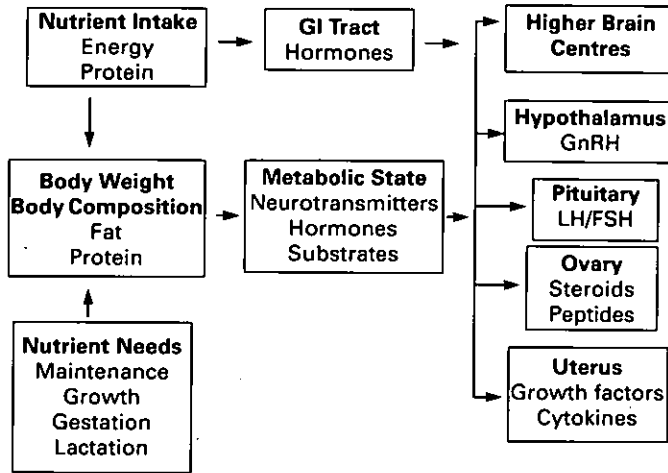 Nutrient Intake
Energy
Protein
GI Tract
Hormones
Higher Brain
Centres
Hypothalamus
GnRH
Body Weight
Body Composition
Fat
Protein
Metabolic State
Neurotransmitters
Hormones
Substrates
Pituitary
LH/FSH
Ovary
Steroids
Peptides
Nutrient Needs
Maintenance
Growth
Gestation
Lactation
Uterus
Growth factors
Cytokines